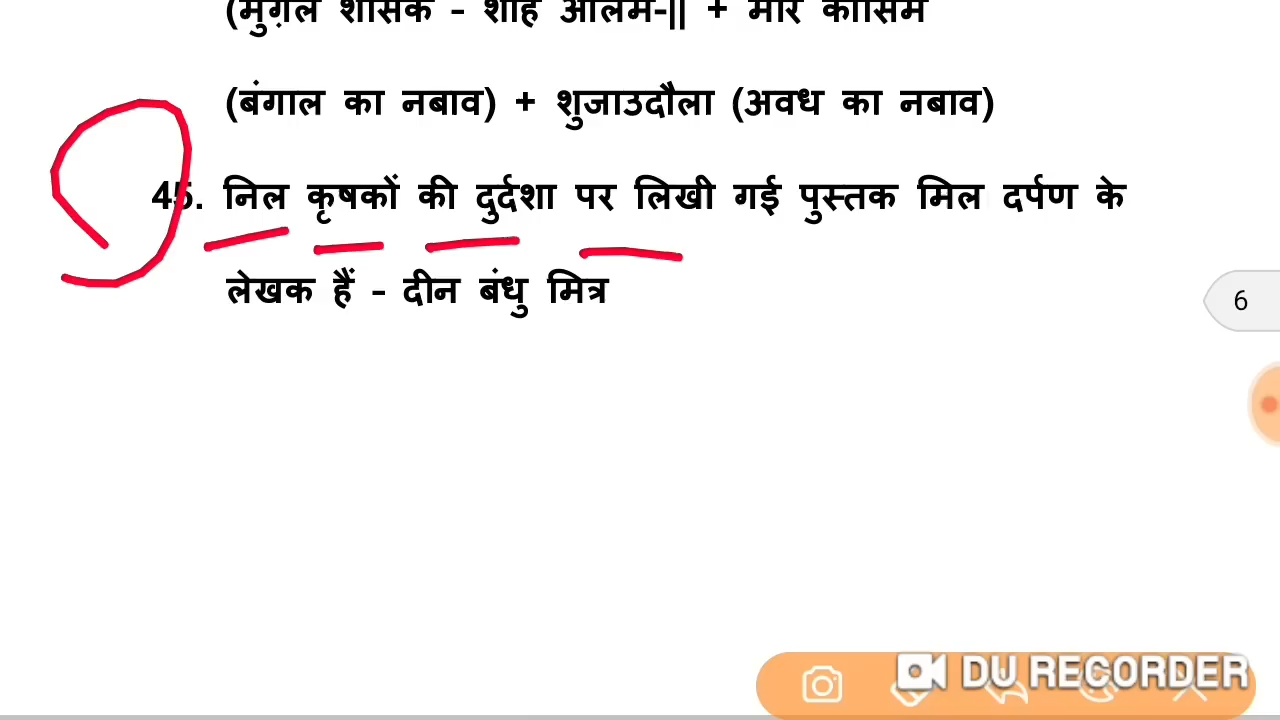 (मुग़ल शासक - शाह आलम-|| + मीर कासिम
(बंगाल का नबाव) + शुजाउदौला (अवध का नबाव)
45. निल कृषकों की दुर्दशा पर लिखी गई पुस्तक मिल दर्पण के
लेखक हैं - दीन बंधु मित्र
6
DU RECORDER